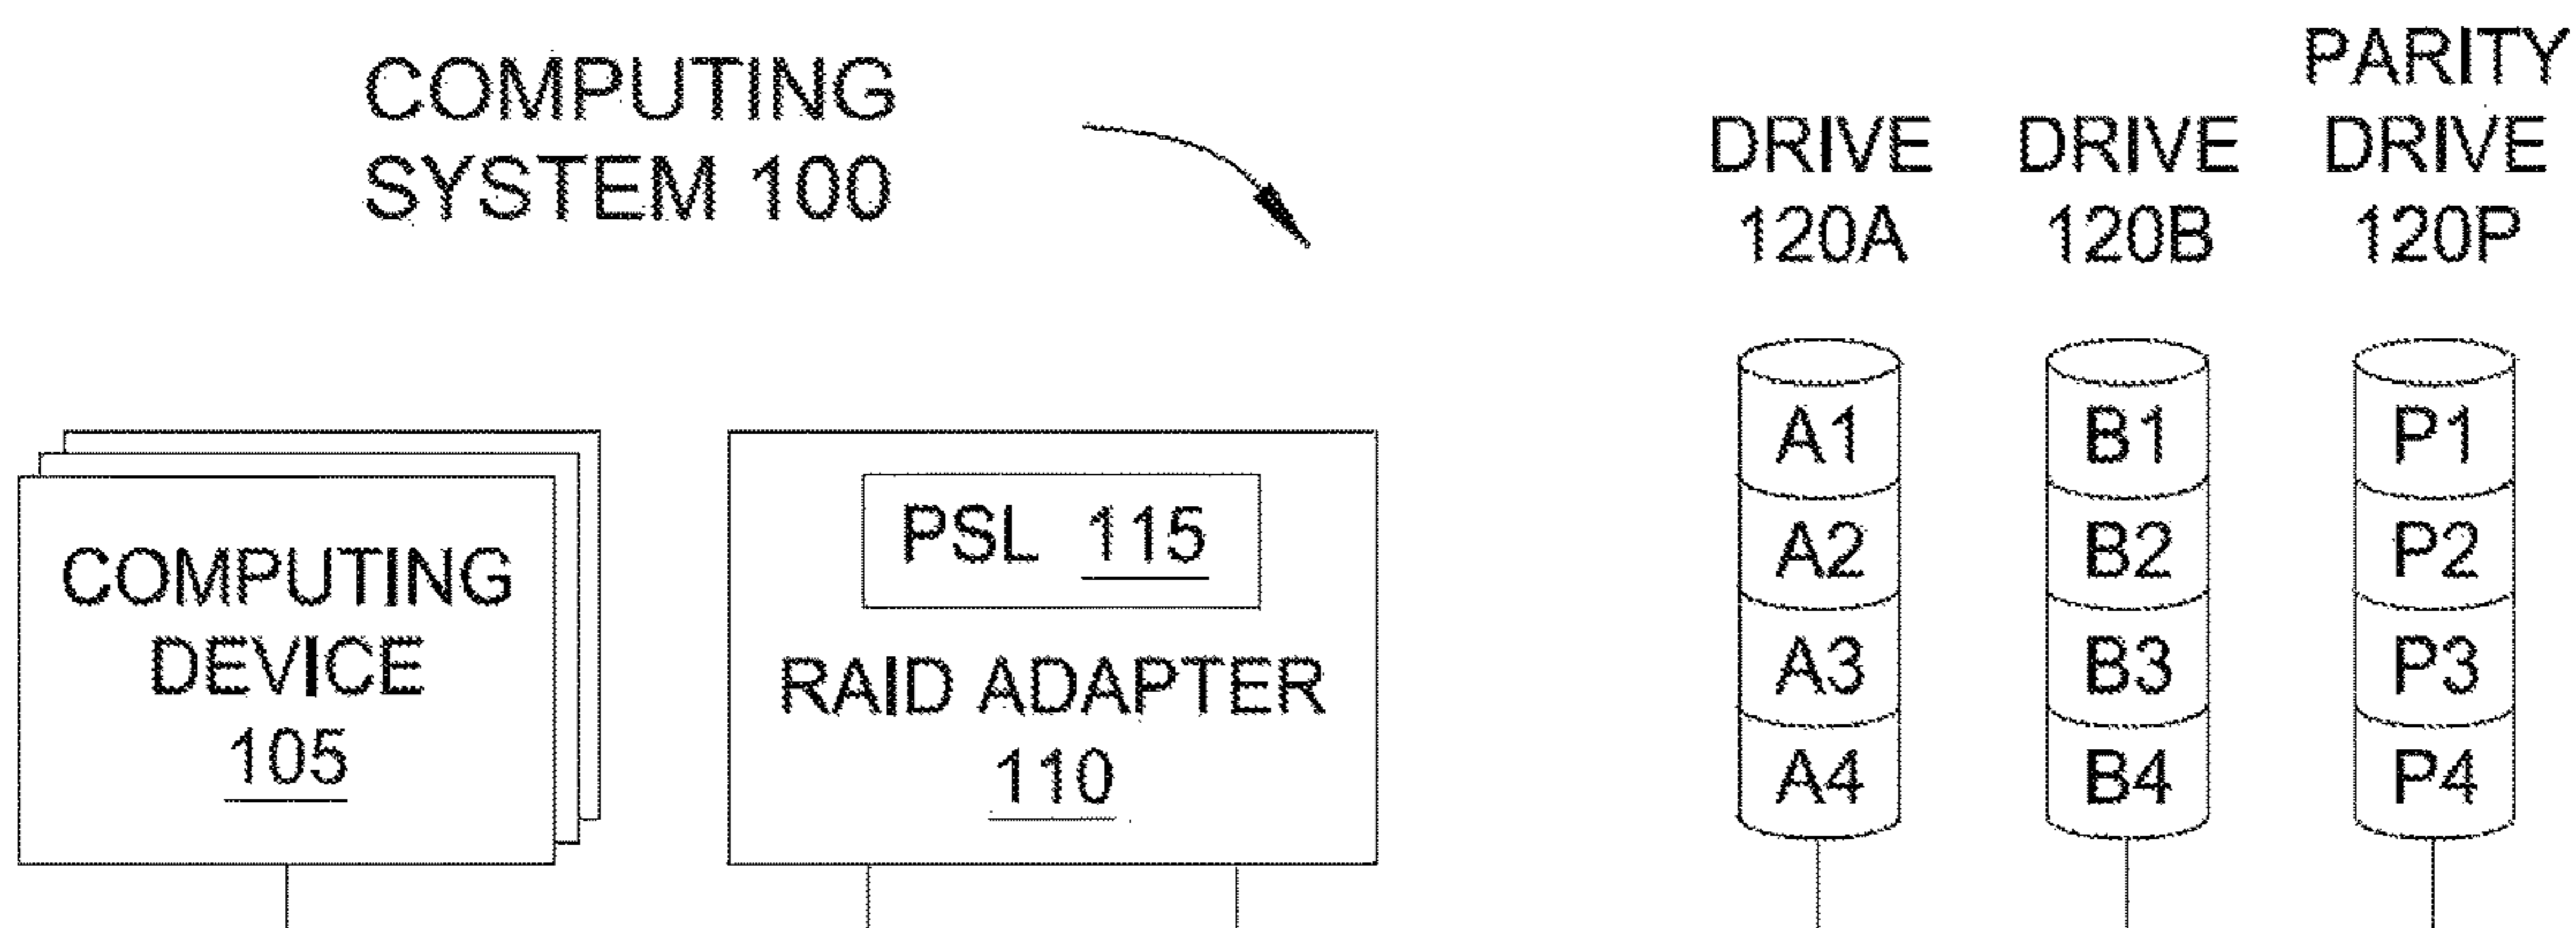 COMPUTING
SYSTEM 100
DRIVE
120A
DRIVE
120B
PARITY
DRIVE
120P
COMPUTING
DEVICE
105
PSL 115
RAID ADAPTER
110
A1
A2
A3
A4
B1
B2
B3
B4
P1
P2
P3
P4